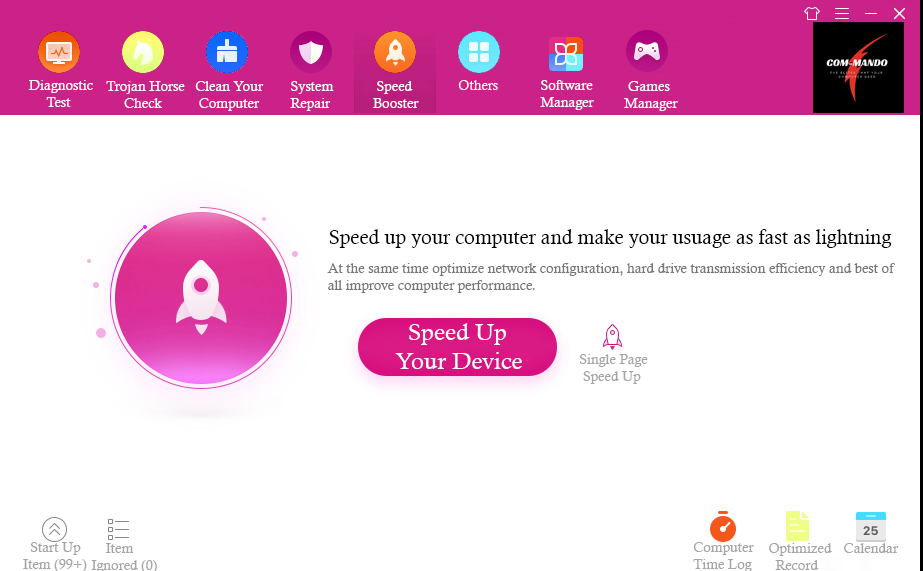 Diagnostic
Test
Trojan Horse
Check
Clean Your
Computer
System
Repair
Speed
Booster
Others
Software
Manager
Games
Manager
COM-MANDO
Speed up your computer and make your usuage as fast as lightning
At the same time optimize network configuration, hard drive transmission efficiency and best of
all improve computer performance.
Speed Up
Your Device
Single Page
Speed Up
Start Up
Item (99+)
Item
Ignored (0)
Computer
Time Log
Optimized
Record
25
Calendar